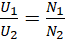 U₁/U₂ = N₁/N₂